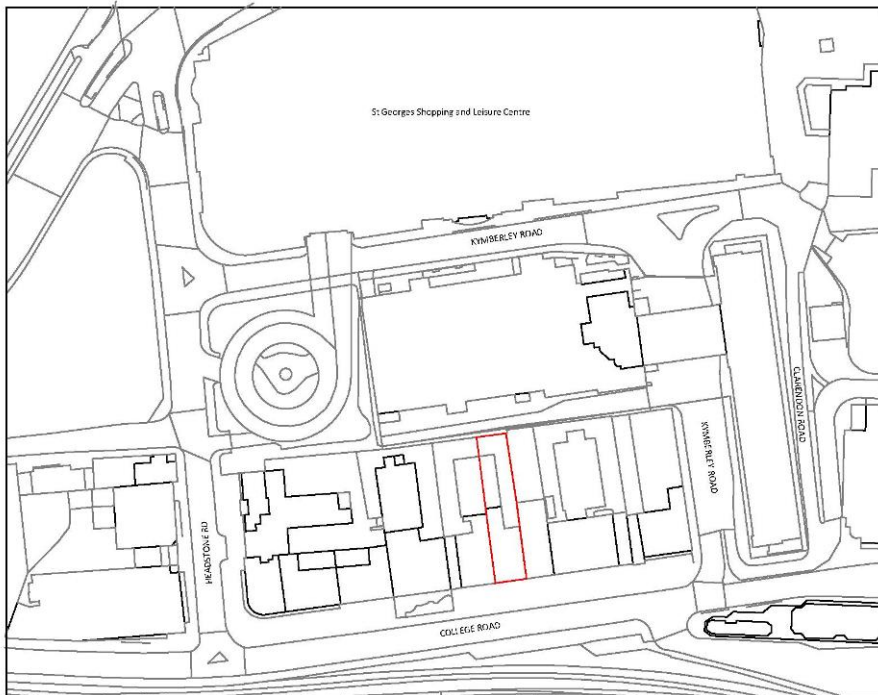 St Georges Shopping and Leisure Centre
KYMBERLEY ROAD
CLARENDON ROAD
KYMBERLEY ROAD
HEADSTONE RD
COLLEGE ROAD